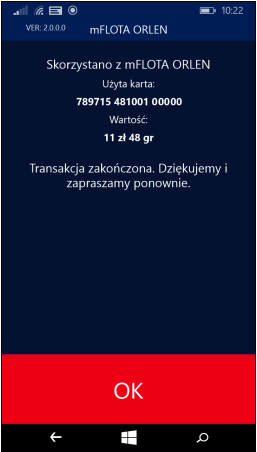 10:22
VER: 2.0.0.0
mFLOTA ORLEN
Skorzystano z mFLOTA ORLEN
Użyta karta:
789715 481001 00000
Wartość:
11 zł 48 gr
Transakcja zakończona. Dziękujemy i
zapraszamy ponownie.
OK